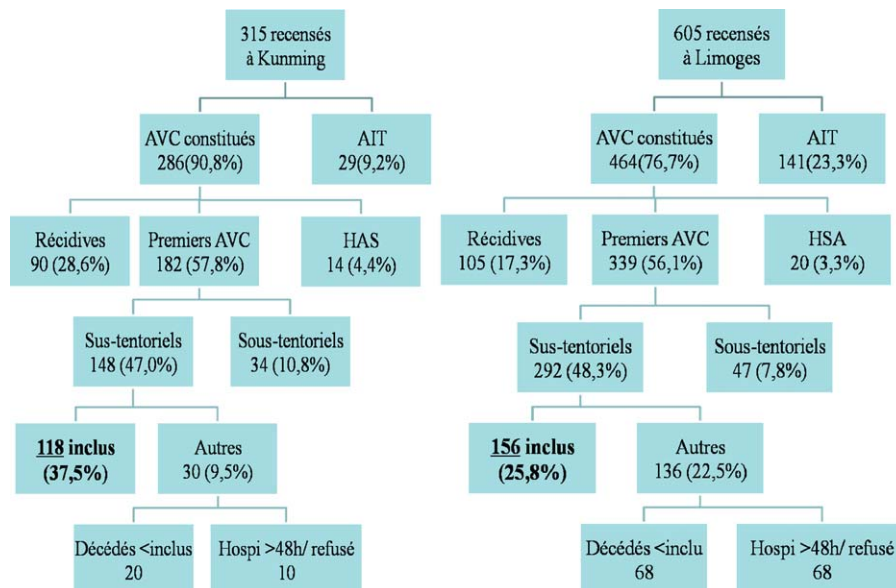 315 recensés
à Kunming
AVC constitués
286(90,8%)
AIT
29(9,2%)
Récidives
90 (28,6%)
Premiers AVC
182 (57,8%)
HAS
14 (4,4%)
Sus-tentoriels
148 (47,0%)
Sous-tentoriels
34 (10,8%)
118 inclus
(37,5%)
Autres
30 (9,5%)
Décédés <inclus
20
Hospi >48h/ refusé
10
605 recensés
à Limoges
AVC constitués
464(76,7%)
AIT
141(23,3%)
Récidives
105 (17,3%)
Premiers AVC
339 (56,1%)
HSA
20 (3,3%)
Sus-tentoriels
292 (48,3%)
Sous-tentoriels
47 (7,8%)
156 inclus
(25,8%)
Autres
136 (22,5%)
Décédés <inclu
68
Hospi >48h/ refusé
68